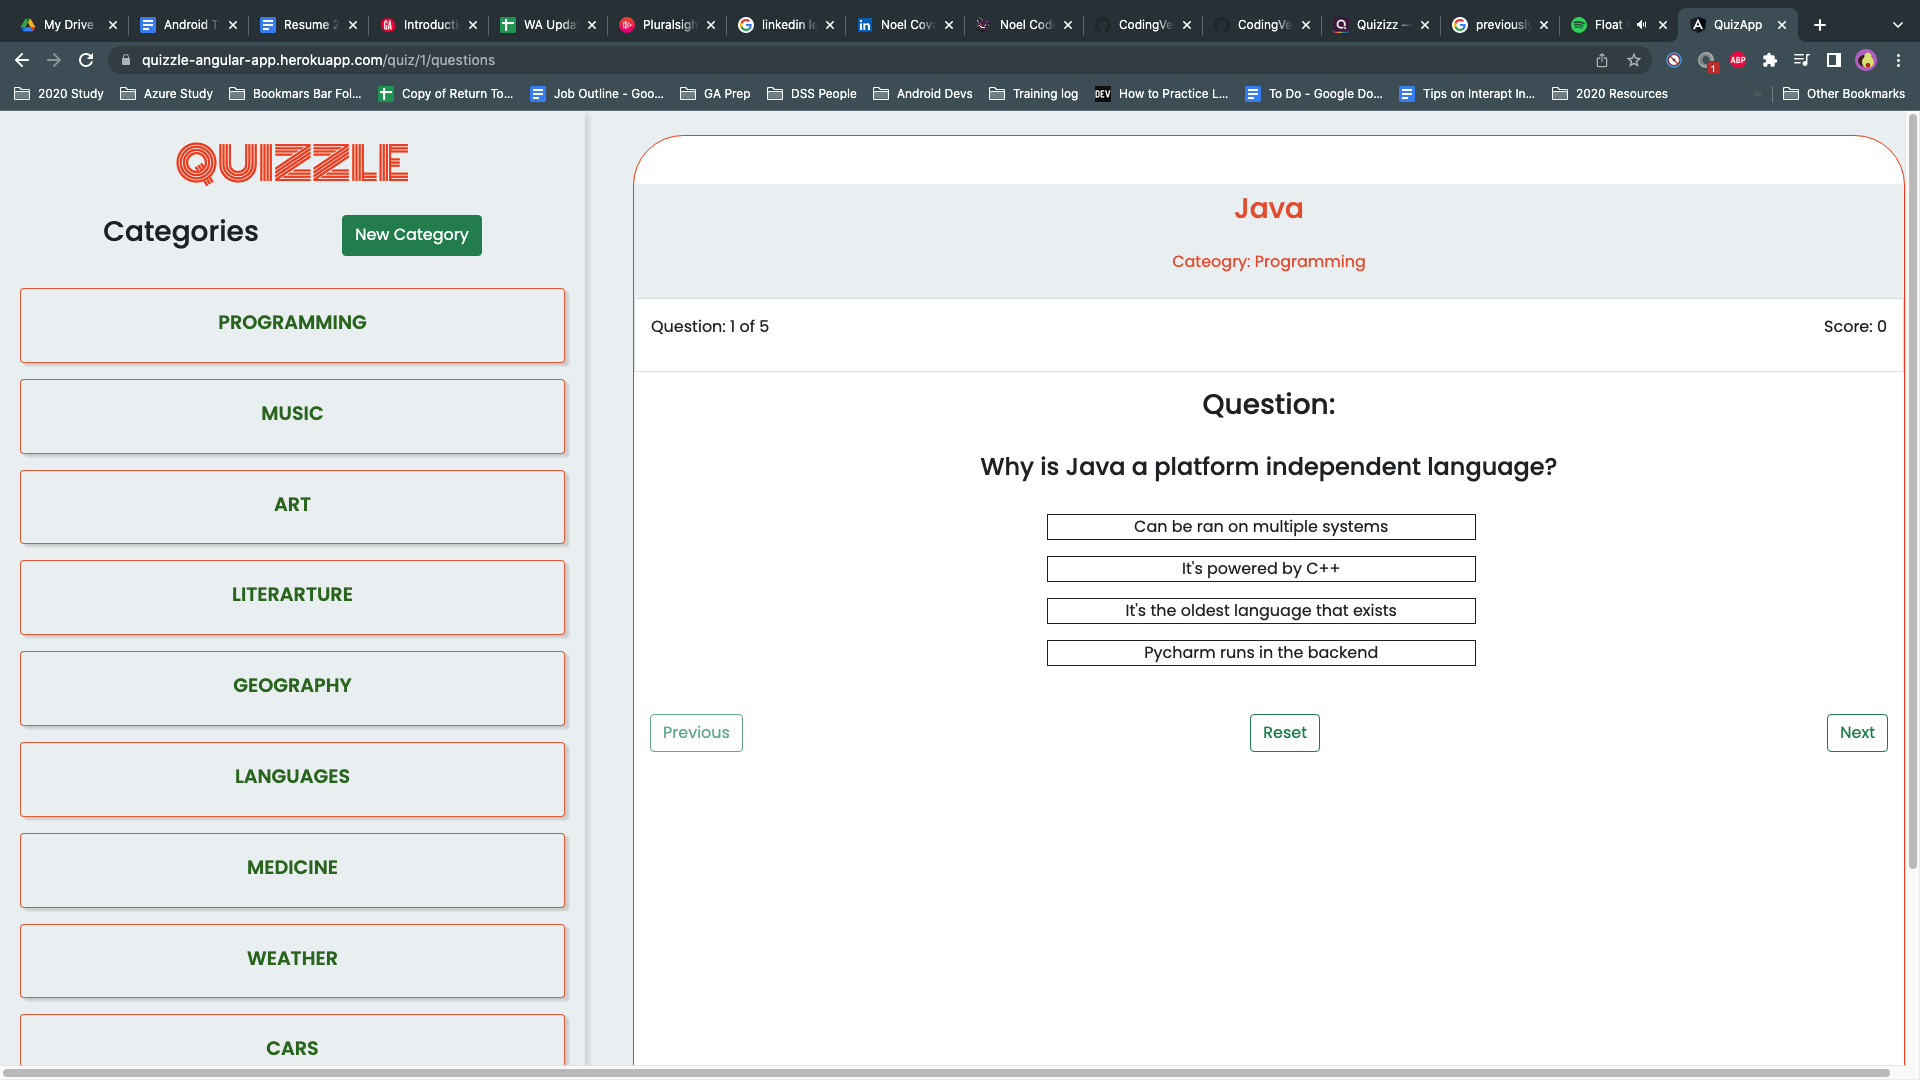 My Drive
Android T
Resume 2
Introducti
WA Upda
Pluralsigh
linkedin le
Noel Cova
Noel Cod
CodingVe
CodingVe
Quizizz —
previously
Float
QuizApp
quizzle-angular-app.herokuapp.com/quiz/1/questions
1
ABP
2020 Study
Azure Study
Bookmars Bar Fol...
Copy of Return To...
Job Outline - Goo...
GA Prep
DSS People
Android Devs
Training log
DEV
How to Practice L...
To Do - Google Do...
Tips on Interapt In...
2020 Resources
Other Bookmarks
QUIZZLE
Categories
New Category
PROGRAMMING
MUSIC
ART
LITERARTURE
GEOGRAPHY
LANGUAGES
MEDICINE
WEATHER
CARS
Java
Cateogry: Programming
Question: 1 of 5
Score: 0
Question:
Why is Java a platform independent language?
Can be ran on multiple systems
It's powered by C++
It's the oldest language that exists
Pycharm runs in the backend
Previous
Reset
Next